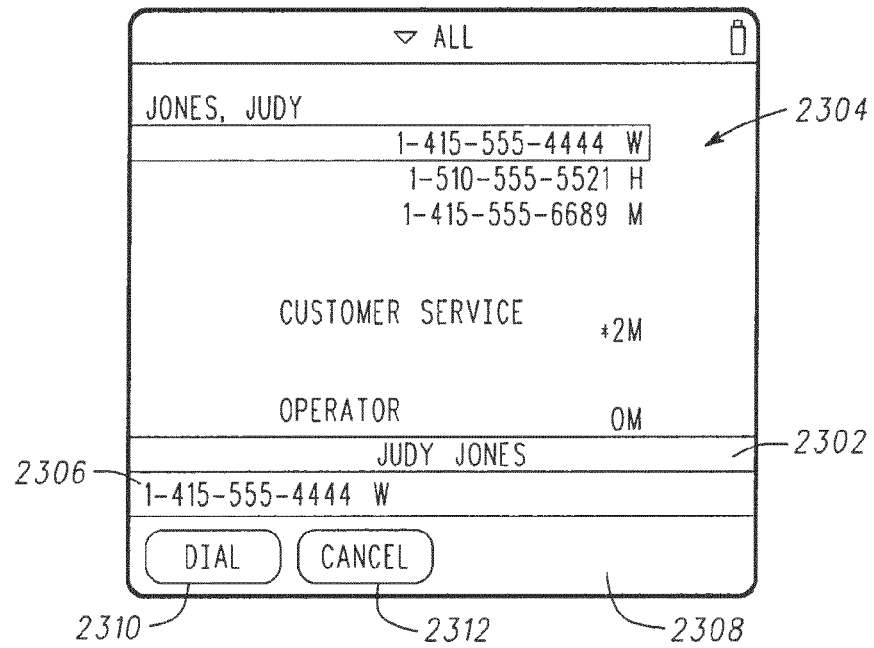 ▽ ALL
JONES, JUDY
2304
1-415-555-4444 W
1-510-555-5521 H
1-415-555-6689 M
CUSTOMER SERVICE
*2M
OPERATOR 0M
JUDY JONES
2302
2306
1-415-555-4444 W
DIAL CANCEL
2310 2312 2308